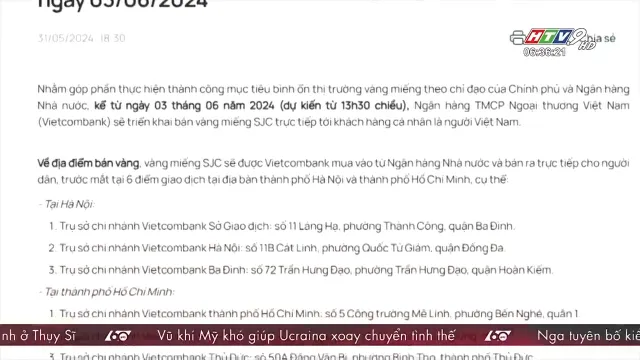 ngày 03/06/2024
31/05/2024 18:30
HTV9 HD
06:36:21
Nhằm góp phần thực hiện thành công mục tiêu bình ổn thị trường vàng miếng theo chỉ đạo của Chính phủ và Ngân hàng
Nhà nước, kể từ ngày 03 tháng 06 năm 2024 (dự kiến từ 13h30 chiều), Ngân hàng TMCP Ngoại thương Việt Nam
(Vietcombank) sẽ triển khai bán vàng miếng SJC trực tiếp tới khách hàng cá nhân là người Việt Nam.
Về địa điểm bán vàng, vàng miếng SJC sẽ được Vietcombank mua vào từ Ngân hàng Nhà nước và bán ra trực tiếp cho người
dân, trước mắt tại 6 điểm giao dịch tại địa bàn thành phố Hà Nội và thành phố Hồ Chí Minh, cụ thể:
- Tại Hà Nội:
1. Trụ sở chi nhánh Vietcombank Sở Giao dịch: số 11 Láng Hạ, phường Thành Công, quận Ba Đình.
2. Trụ sở chi nhánh Vietcombank Hà Nội: số 11B Cát Linh, phường Quốc Tử Giám, quận Đống Đa.
3. Trụ sở chi nhánh Vietcombank Ba Đình: số 72 Trần Hưng Đạo, phường Trần Hưng Đạo, quận Hoàn Kiếm.
- Tại thành phố Hồ Chí Minh:
1. Trụ sở chi nhánh Vietcombank thành phố Hồ Chí Minh: số 5 Công trường Mê Linh, phường Bến Nghé, quận 1
ình ở Thụy Sĩ 60 Vũ khí Mỹ khó giúp Ucraina xoay chuyển tình thế 60 Nga tuyên bố kiể
3. Trụ sở chi nhánh Vietcombank Thủ Đức: số 50A Đặng Văn Bi, phường Bình Thọ, thành phố Thủ Đức